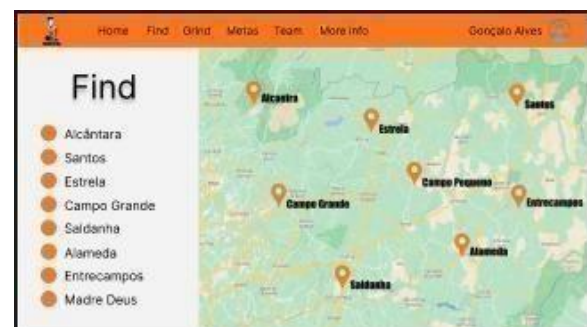 Home Find Grind Metas Team More info Gonçalo Alves
Find
Alcântara
Santos
Estrela
Campo Grande
Saldanha
Alameda
Entrecampos
Madre Deus
Santos
Estrela
Campo Pequeno
Campo Grande
Entrecampos
Alameda
Saldanha